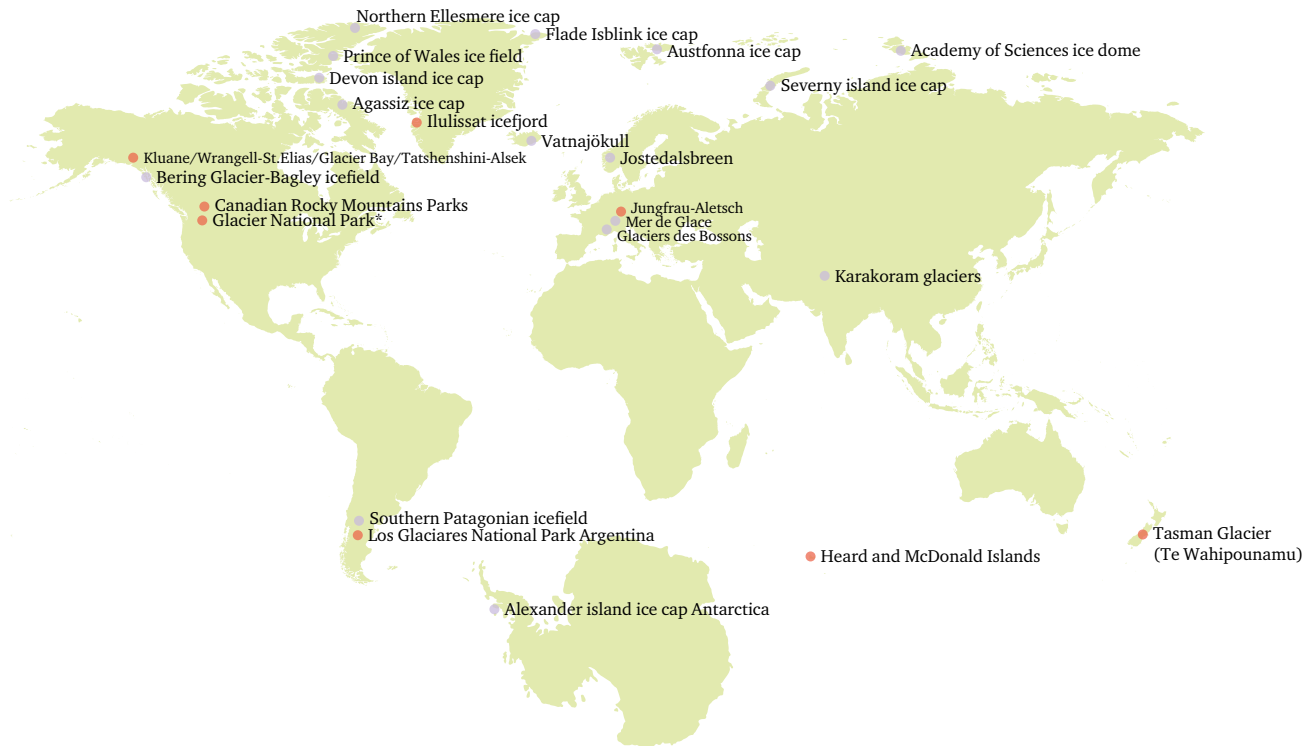 Northern Ellesmere ice cap
Flade Isblink ice cap
Austfonna ice cap
Academy of Sciences ice dome
Prince of Wales ice field
Devon island ice cap
Severny island ice cap
Agassiz ice cap
Ilulissat icefjord
Vatnajökull
Jostedalsbreen
Kluane/Wrangell-St.Elias/Glacier Bay/Tatshenshini-Alsek
Bering Glacier-Bagley icefield
Canadian Rocky Mountains Parks
Glacier National Park*
Jungfrau-Aletsch
Mer de Glace
Glaciers des Bossons
Karakoram glaciers
Southern Patagonian icefield
Los Glaciares National Park Argentina
Heard and McDonald Islands
Tasman Glacier
(Te Wahipounamu)
Alexander island ice cap Antarctica